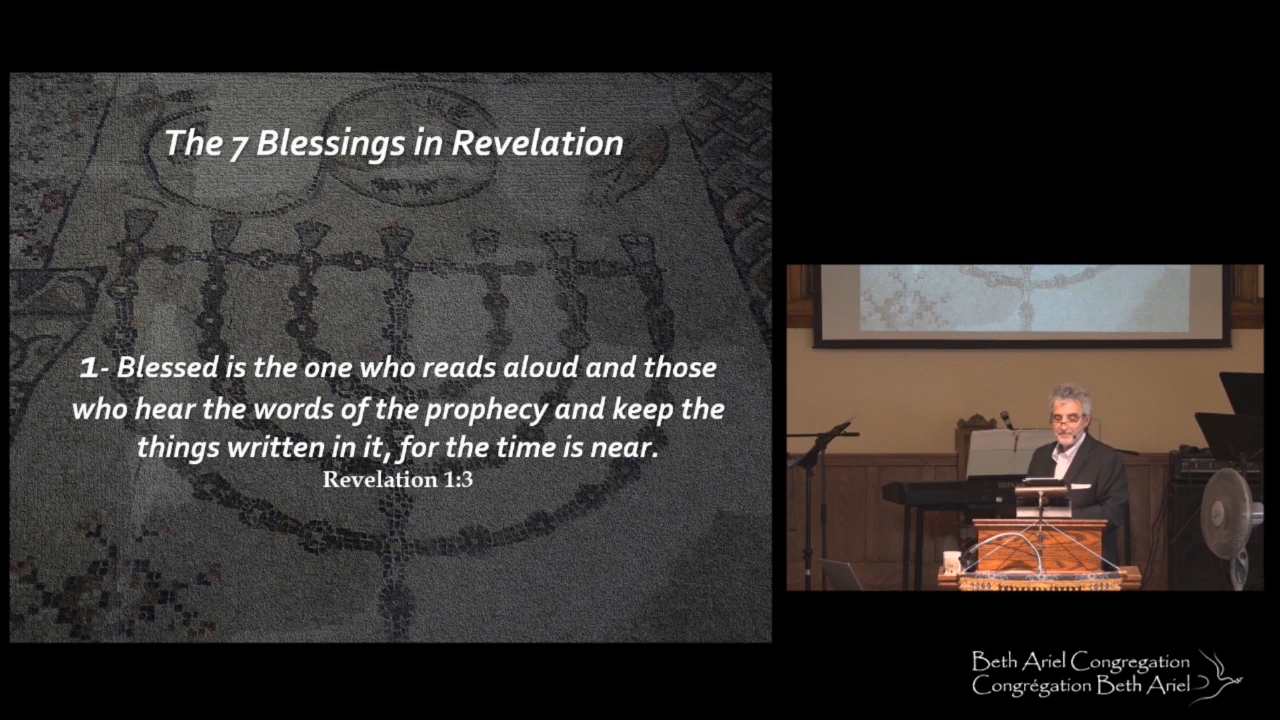 The 7 Blessings in Revelation
1- Blessed is the one who reads aloud and those
who hear the words of the prophecy and keep the
things written in it, for the time is near.
Revelation 1:3
Beth Ariel Congregation
Congrégation Beth Ariel